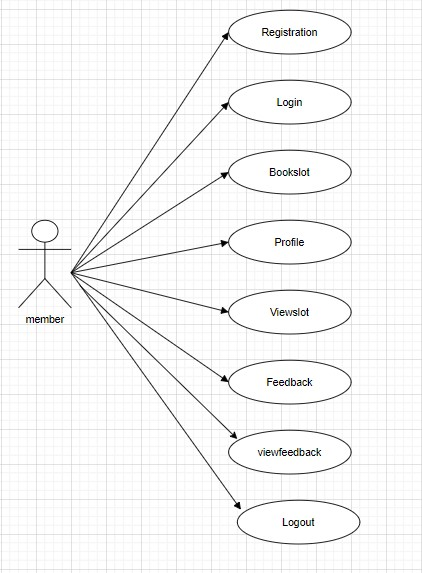 Registration
Login
Bookslot
Profile
Viewslot
member
Feedback
viewfeedback
Logout